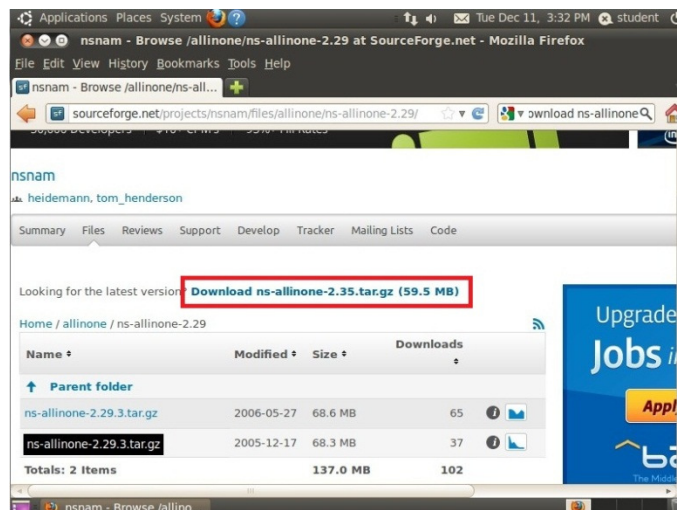 Applications Places System Tue Dec 11, 3:32 PM student
nsnam - Browse /allinone/ns-allinone-2.29 at SourceForge.net - Mozilla Firefox
File Edit View History Bookmarks Tools Help
nsnam - Browse /allinone/ns-all...
sourceforge.net/projects/nsnam/files/allinone/ns-allinone-2.29/ ownload ns-allinone
nsnam
heidemann, tom_henderson
Summary Files Reviews Support Develop Tracker Mailing Lists Code
Looking for the latest version? Download ns-allinone-2.35.tar.gz (59.5 MB)
Home / allinone / ns-allinone-2.29
Name Modified Size Downloads
Parent folder
ns-allinone-2.29.3.tar.gz 2006-05-27 68.6 MB 65
ns-allinone-2.29.3.tar.gz 2005-12-17 68.3 MB 37
Totals: 2 Items 137.0 MB 102
Upgrade
Jobs
Appl
ba
The Middle
nsnam - Browse /allino...